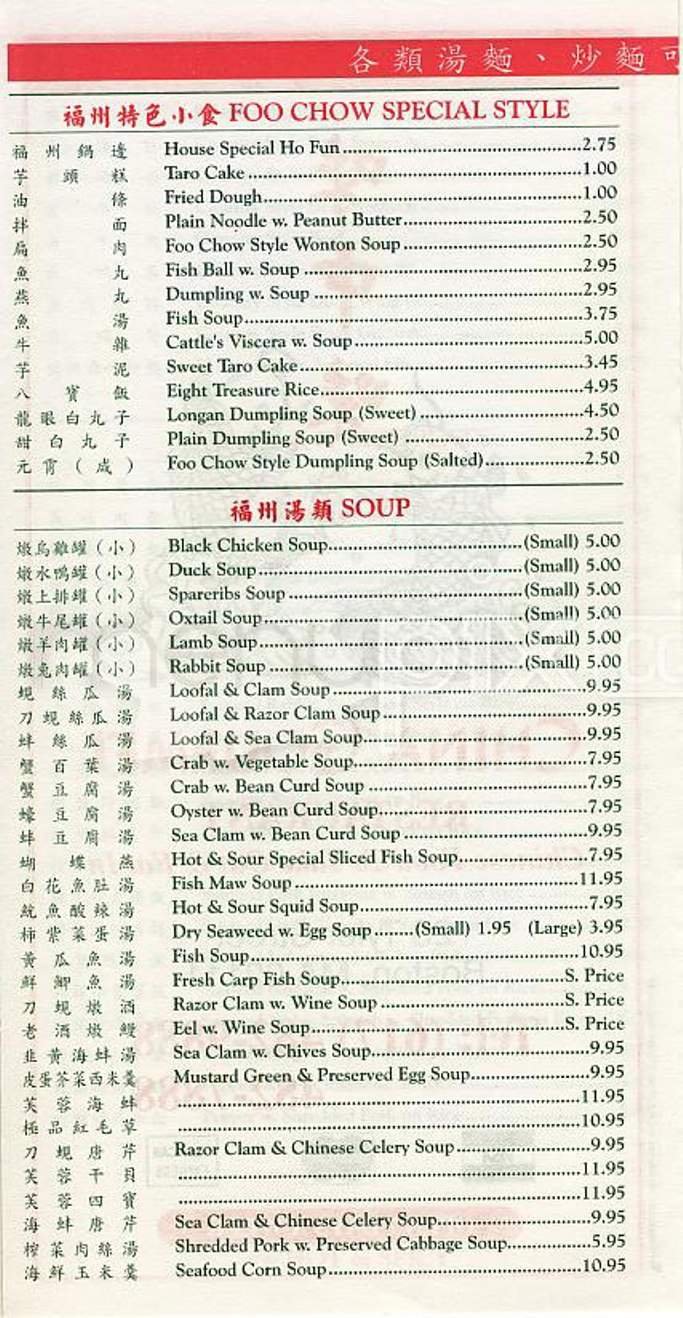 各類湯麵、炒麵可
福州特色小食 FOO CHOW SPECIAL STYLE
福州鍋邊 House Special Ho Fun 2.75
芋頭糕 Taro Cake 1.00
油條 Fried Dough 1.00
拌面 Plain Noodle w. Peanut Butter 2.50
扁肉 Foo Chow Style Wonton Soup 2.50
魚丸 Fish Ball w. Soup 2.95
燕丸 Dumpling w. Soup 2.95
魚湯 Fish Soup 3.75
牛雜 Cattle's Viscera w. Soup 5.00
芋泥 Sweet Taro Cake 3.45
八寶飯 Eight Treasure Rice 4.95
龍眼白丸子 Longan Dumpling Soup (Sweet) 4.50
甜白丸子 Plain Dumpling Soup (Sweet) 2.50
元宵(咸) Foo Chow Style Dumpling Soup (Salted) 2.50
福州湯類 SOUP
燉烏雞罐(小) Black Chicken Soup (Small) 5.00
燉水鴨罐(小) Duck Soup (Small) 5.00
燉上排罐(小) Spareribs Soup (Small) 5.00
燉牛尾罐(小) Oxtail Soup (Small) 5.00
燉羊肉罐(小) Lamb Soup (Small) 5.00
燉兔肉罐(小) Rabbit Soup (Small) 5.00
蜆絲瓜湯 Loofal & Clam Soup 9.95
刀蜆絲瓜湯 Loofal & Razor Clam Soup 9.95
蚌絲瓜湯 Loofal & Sea Clam Soup 9.95
蟹百葉湯 Crab w. Vegetable Soup 7.95
蟹豆腐湯 Crab w. Bean Curd Soup 7.95
蠔豆腐湯 Oyster w. Bean Curd Soup 7.95
蚌豆腐湯 Sea Clam w. Bean Curd Soup 9.95
蝴蝶燕 Hot & Sour Special Sliced Fish Soup 7.95
白花魚肚湯 Fish Maw Soup 11.95
魷魚酸辣湯 Hot & Sour Squid Soup 7.95
柿紫菜蛋湯 Dry Seaweed w. Egg Soup (Small) 1.95 (Large) 3.95
黃瓜魚湯 Fish Soup 10.95
鮮鯽魚湯 Fresh Carp Fish Soup S. Price
刀蜆燉酒 Razor Clam w. Wine Soup S. Price
老酒燉鰻 Eel w. Wine Soup S. Price
韭黃海蚌湯 Sea Clam w. Chives Soup 9.95
皮蛋芥菜西米羹 Mustard Green & Preserved Egg Soup 9.95
芙蓉海蚌 11.95
極品紅毛草 10.95
刀蜆唐芹 Razor Clam & Chinese Celery Soup 9.95
芙蓉干貝 11.95
芙蓉四寶 11.95
海蚌唐芹 Sea Clam & Chinese Celery Soup 9.95
榨菜肉絲湯 Shredded Pork w. Preserved Cabbage Soup 5.95
海鮮玉米羹 Seafood Corn Soup 10.95